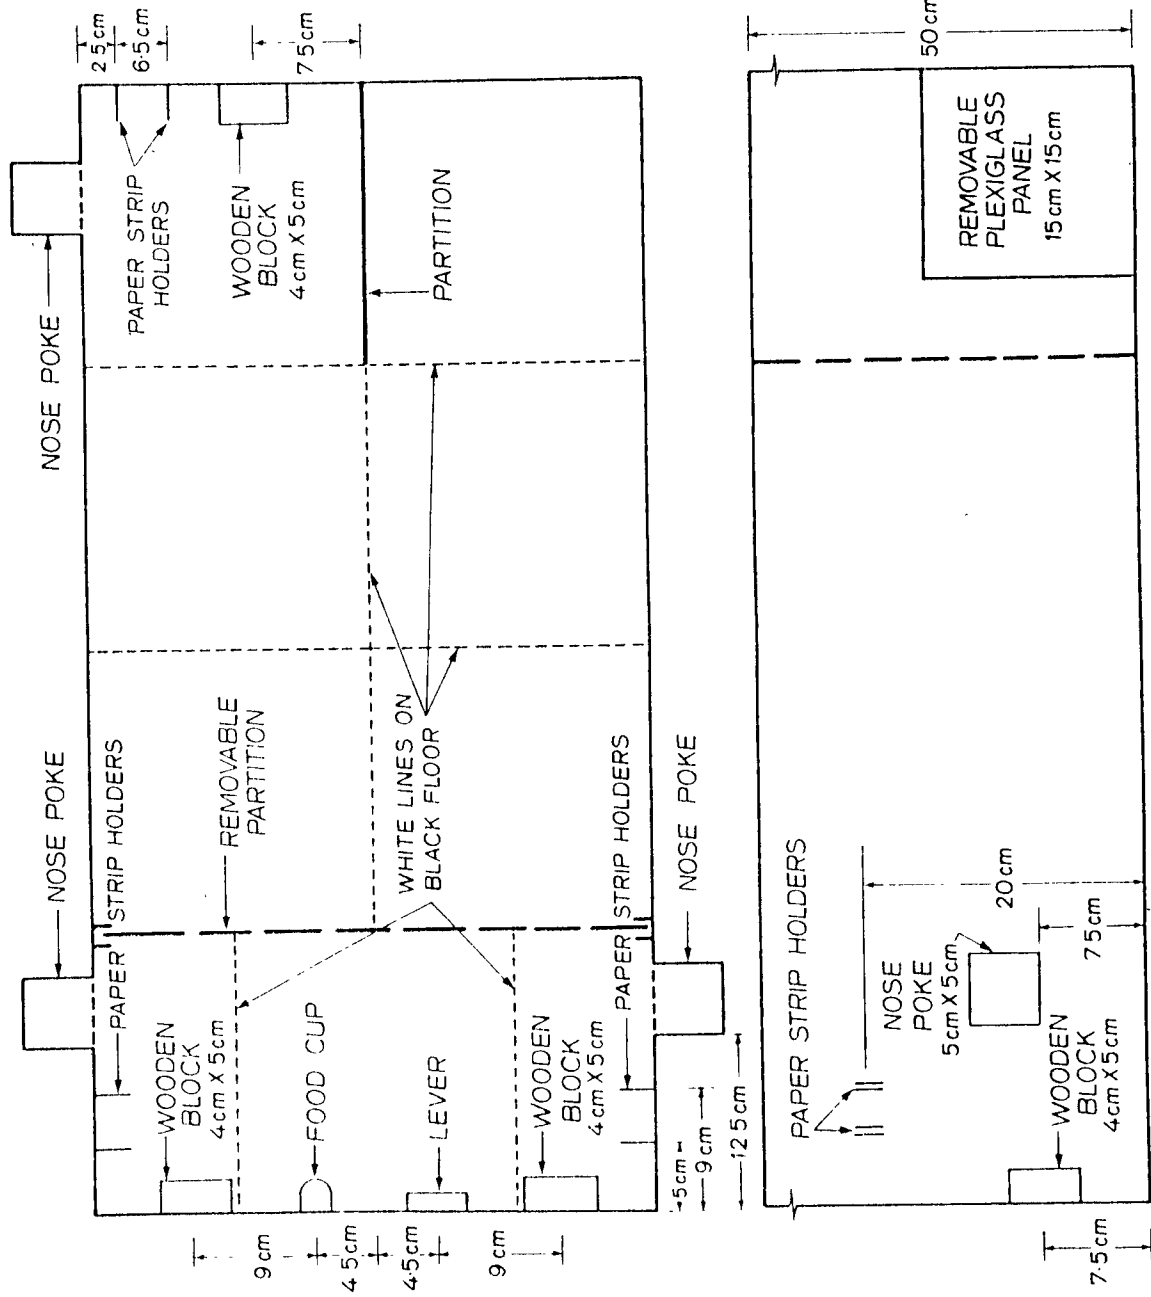 NOSE POKE
NOSE POKE
PAPER STRIP HOLDERS
REMOVABLE
PARTITION
WOODEN
BLOCK
4cm X 5cm
FOOD CUP
LEVER
WOODEN
BLOCK
4cm X 5cm
PAPER STRIP HOLDERS
NOSE POKE
WHITE LINES ON
BLACK FLOOR
PAPER STRIP
HOLDERS
WOODEN
BLOCK
4cm X 5cm
PARTITION
2 5cm
6·5cm
7 5cm
9cm
4 5cm
4·5cm
9cm
5cm
9cm
12 5cm
PAPER STRIP HOLDERS
NOSE
POKE
5cm X 5cm
WOODEN
BLOCK
4cm X 5cm
20cm
7 5cm
7·5cm
REMOVABLE
PLEXIGLASS
PANEL
15cm X 15cm
50cm